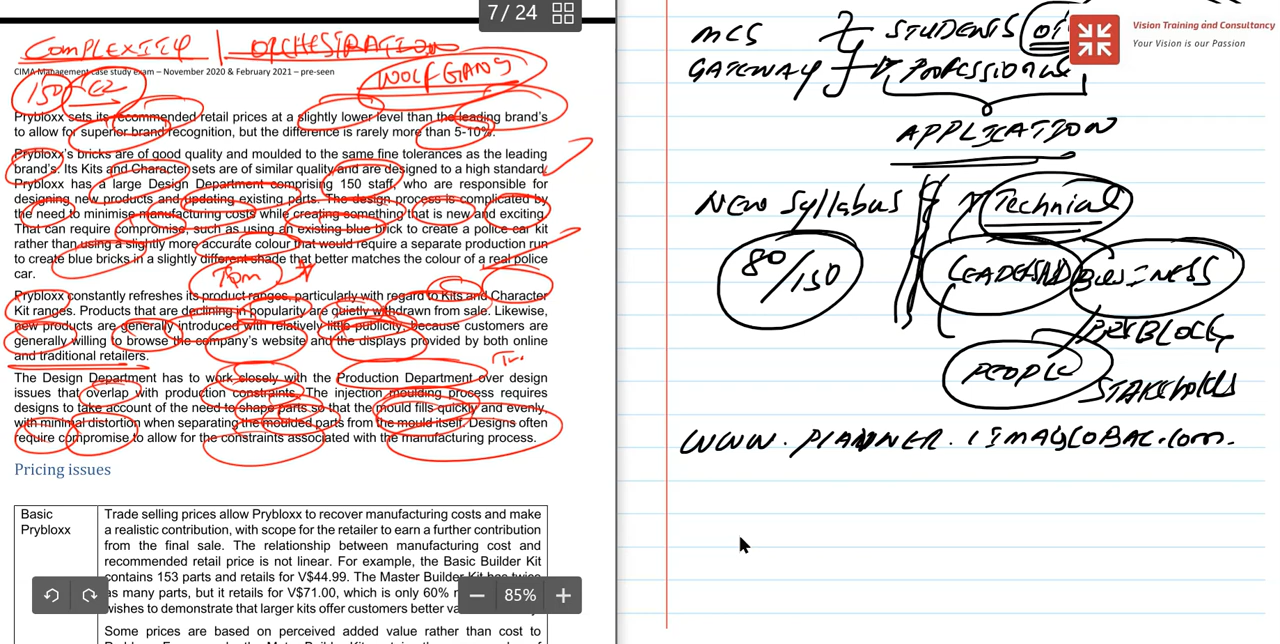 7 / 24
COMPLEXITY | ORCHESTRATION
CIMA Management case study exam – November 2020 & February 2021 – pre-seen
WOLFGANG
150 E2
Prybloxx sets its recommended retail prices at a slightly lower level than the leading brand's
to allow for superior brand recognition, but the difference is rarely more than 5-10%.
Prybloxx's bricks are of good quality and moulded to the same fine tolerances as the leading
brand's. Its Kits and Character sets are of similar quality and are designed to a high standard.
Prybloxx has a large Design Department comprising 150 staff, who are responsible for
designing new products and updating existing parts. The design process is complicated by
the need to minimise manufacturing costs while creating something that is new and exciting.
That can require compromise, such as using an existing blue brick to create a police car kit
rather than using a slightly more accurate colour that would require a separate production run
to create blue bricks in a slightly different shade that better matches the colour of a real police
car.
7pm
Prybloxx constantly refreshes its product ranges, particularly with regard to Kits and Character
Kit ranges. Products that are declining in popularity are quietly withdrawn from sale. Likewise,
new products are generally introduced with relatively little publicity, because customers are
generally willing to browse the company's website and the displays provided by both online
and traditional retailers.
The Design Department has to work closely with the Production Department over design
issues that overlap with production constraints. The injection moulding process requires
designs to take account of the need to shape parts so that the mould fills quickly and evenly,
with minimal distortion when separating the moulded parts from the mould itself. Designs often
require compromise to allow for the constraints associated with the manufacturing process.
Pricing issues
Basic
Prybloxx
Trade selling prices allow Prybloxx to recover manufacturing costs and make
a realistic contribution, with scope for the retailer to earn a further contribution
from the final sale. The relationship between manufacturing cost and
recommended retail price is not linear. For example, the Basic Builder Kit
contains 153 parts and retails for V$44.99. The Master Builder Kit has twice
as many parts, but it retails for V$71.00, which is only 60%
wishes to demonstrate that larger kits offer customers better
Some prices are based on perceived added value rather than cost to
85%
MCS STUDENTS
GATEWAY PROFESSIONALS
Vision Training and Consultancy
Your Vision is our Passion
APPLICATION
NEW Syllabus Technical
80/150 LEADERSHIP BUSINESS
PRYBLOCK
PEOPLE STAKEHOLDS
WWW.PLANNER.CIMAGLOBAL.com.